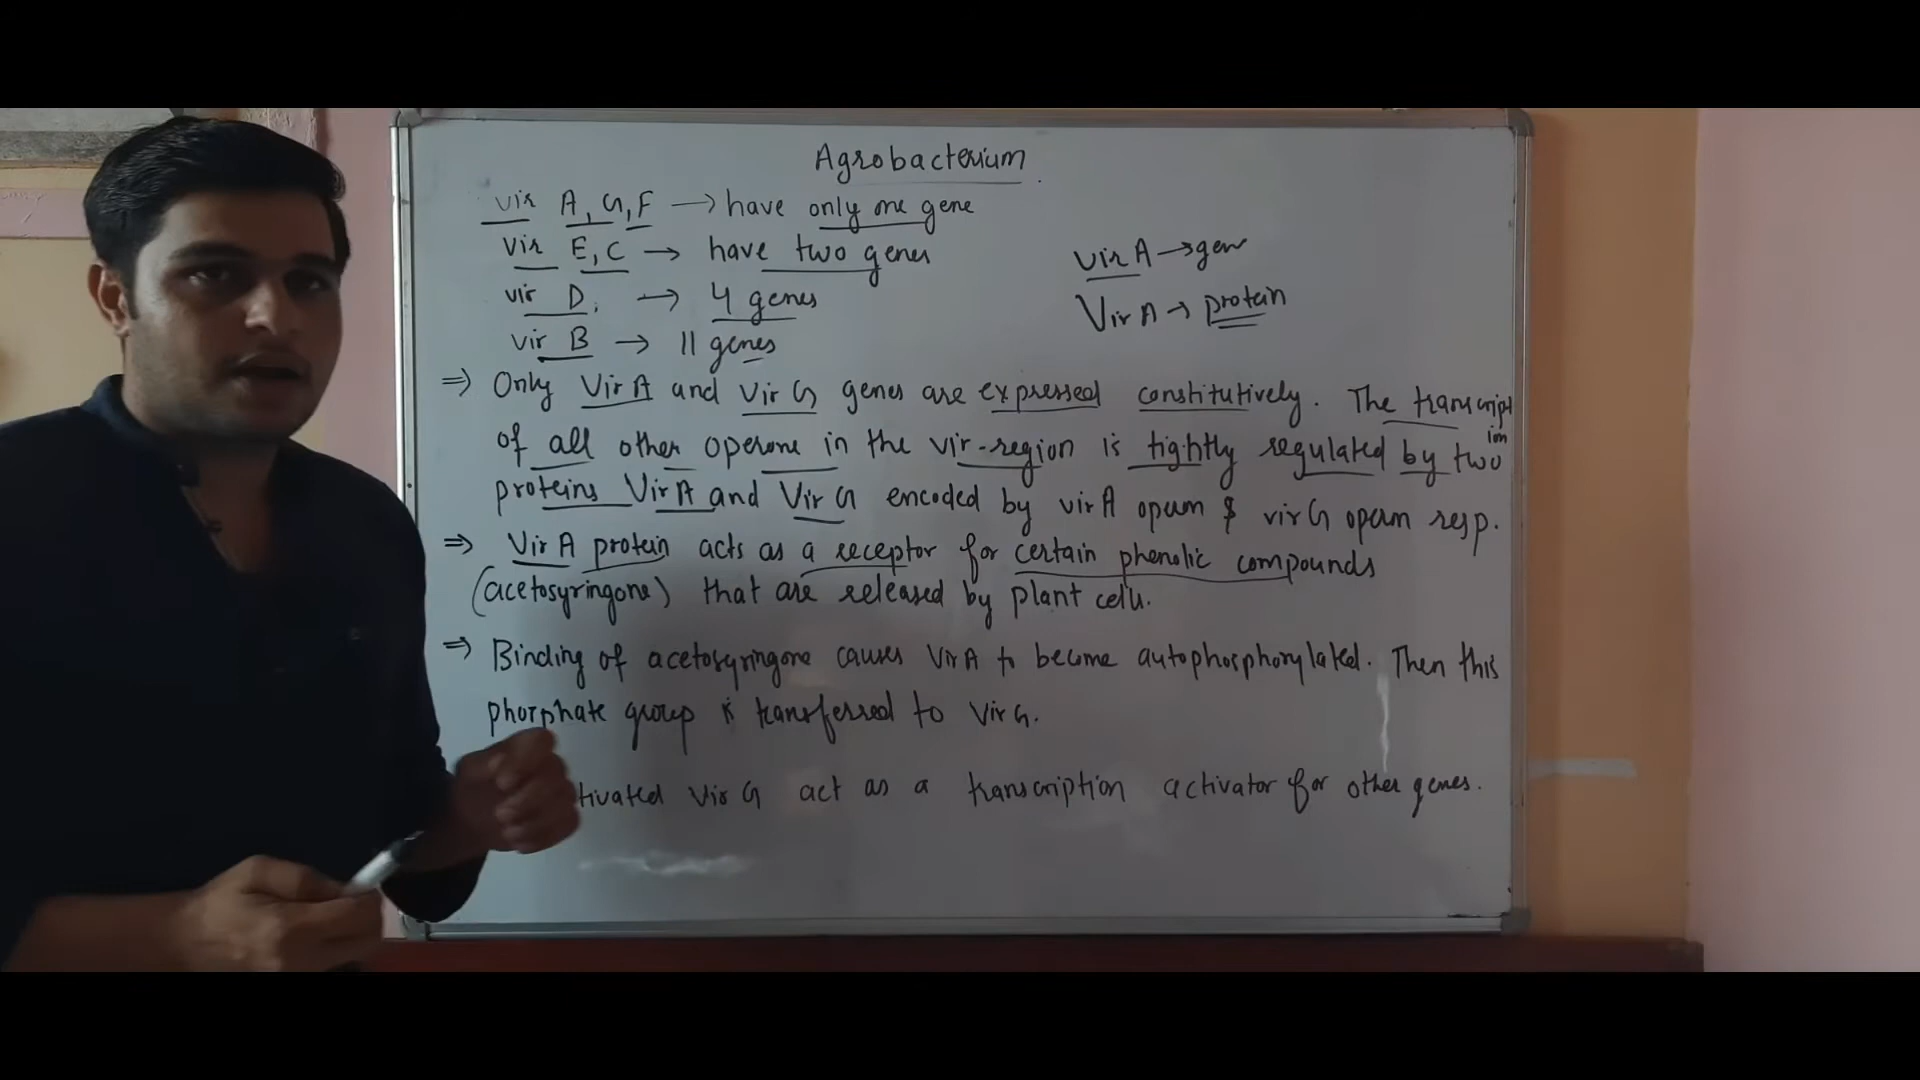 Agrobacterium
vir A, G, F → have only one gene
vir E, C → have two genes
vir D, → 4 genes
vir B → 11 genes
virA → gen
VirA → protein
⇒ Only VirA and VirG genes are expressed constitutively. The transcription
of all other operons in the vir-region is tightly regulated by two
proteins VirA and VirG encoded by virA operm & virG operm resp.
⇒ VirA protein acts as a receptor for certain phenolic compounds
(acetosyringone) that are released by plant cells.
⇒ Binding of acetosyringone causes VirA to become autophosphorylated. Then this
phosphate group is transferred to VirG.
tivated VirG act as a transcription activator for other genes.